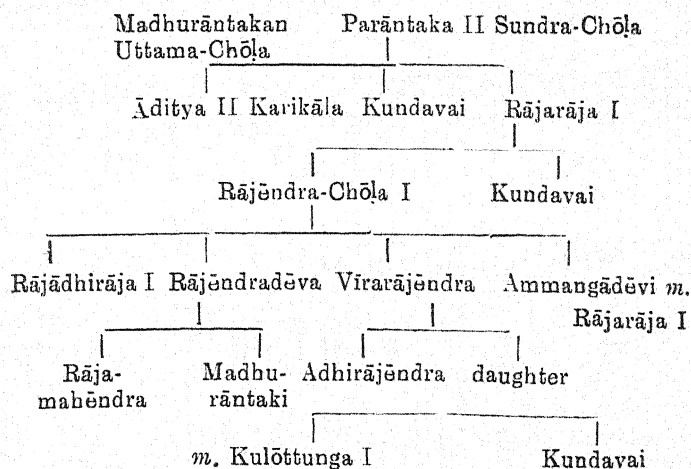 Madhurāntakan Parāntaka II Sundra-Chōḷa
Uttama-Chōḷa
Āditya II Karikāla Kundavai Rājarāja I
Rājēndra-Chōḷa I Kundavai
Rājādhirāja I Rājēndradēva Vīrarājēndra Ammangādēvi m.
Rājarāja I
Rāja- Madhu- Adhirājēndra daughter
mahēndra rāntaki
m. Kulōttunga I Kundavai